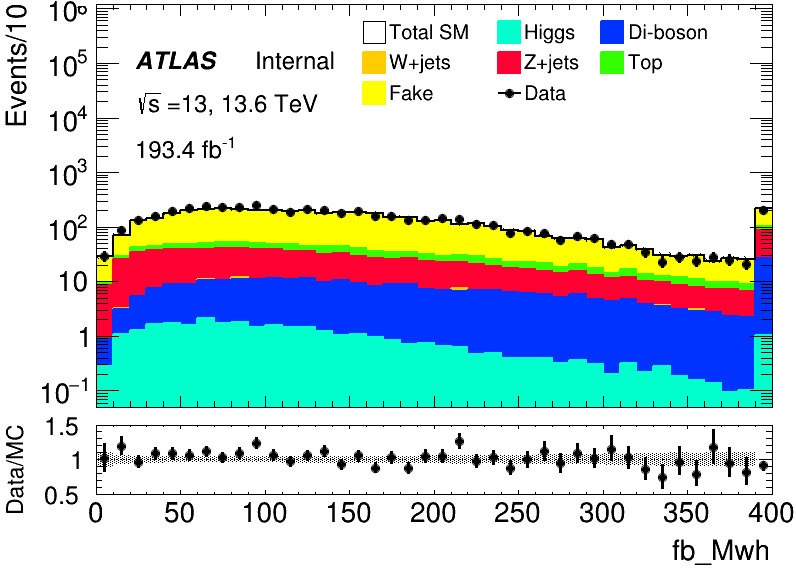 Events/10
10⁶
10⁵
10⁴
10³
10²
10
1
10⁻¹
ATLAS Internal
√s =13, 13.6 TeV
193.4 fb⁻¹
Total SM Higgs Di-boson
W+jets Z+jets Top
Fake Data
Data/MC
1.5
1
0.5
0 50 100 150 200 250 300 350 400
fb_Mwh